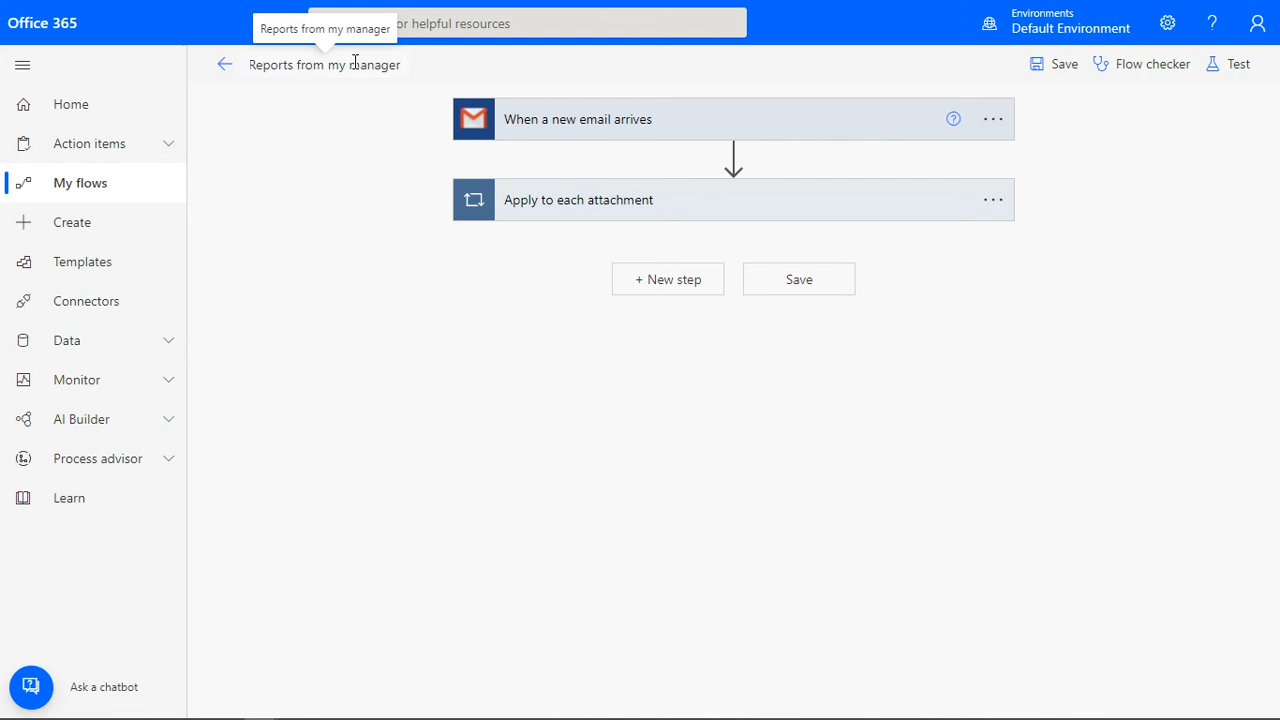 Office 365
Reports from my manager
or helpful resources
Environments
Default Environment
?
Reports from my manager
Save
Flow checker
Test
Home
Action items
My flows
Create
Templates
Connectors
Data
Monitor
AI Builder
Process advisor
Learn
When a new email arrives
?
...
Apply to each attachment
...
+ New step
Save
Ask a chatbot